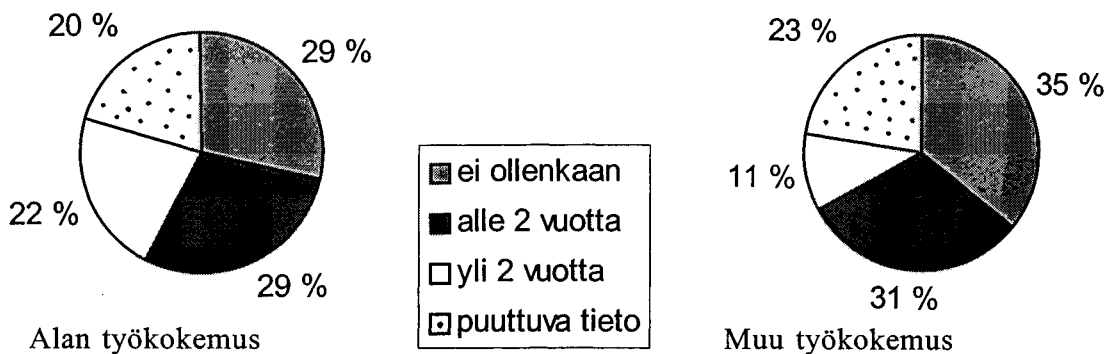 20 %
29 %
22 %
29 %
Alan työkokemus
ei ollenkaan
alle 2 vuotta
yli 2 vuotta
puuttuva tieto
23 %
35 %
11 %
31 %
Muu työkokemus